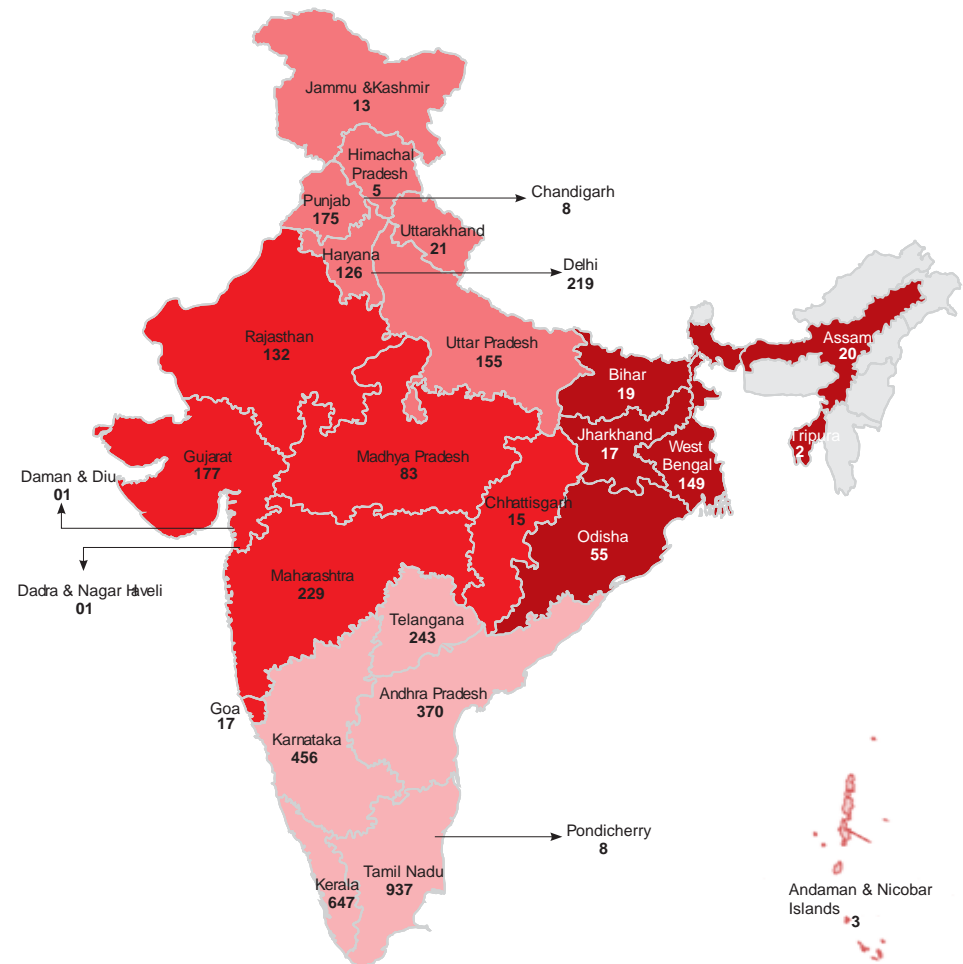 Jammu &Kashmir
13
Himachal
Pradesh
5
Chandigarh
8
Punjab
175
Uttarakhand
21
Haryana
126
Delhi
219
Rajasthan
132
Uttar Pradesh
155
Assam
20
Bihar
19
Jharkhand
17
West
Bengal
149
Tripura
2
Gujarat
177
Madhya Pradesh
83
Daman & Diu
01
Chhattisgarh
15
Odisha
55
Dadra & Nagar Haveli
01
Maharashtra
229
Telangana
243
Andhra Pradesh
370
Goa
17
Karnataka
456
Pondicherry
8
Tamil Nadu
937
Kerala
647
Andaman & Nicobar
Islands
3